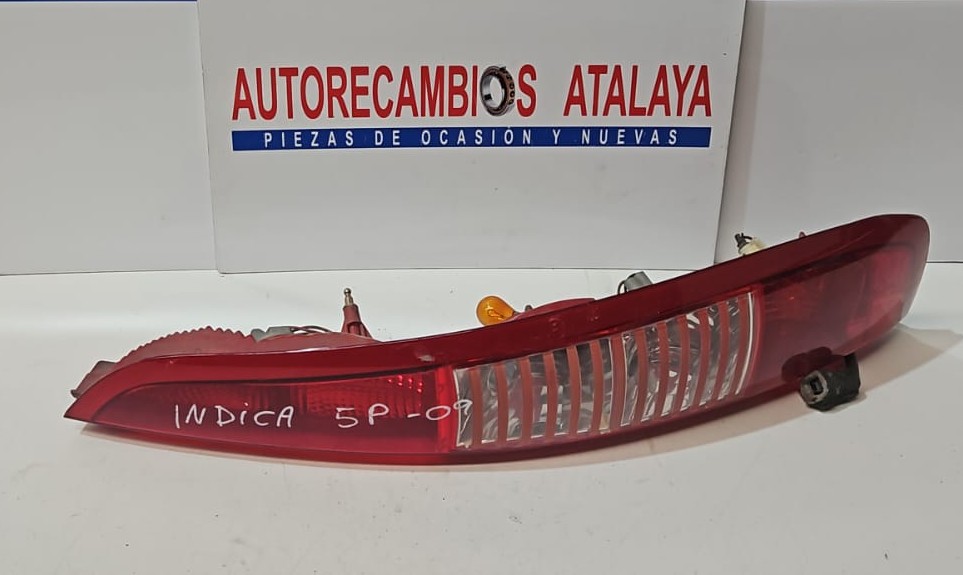 AUTORECAMBIOS ATALAYA
PIEZAS DE OCASIÓN Y NUEVAS
INDICA 5P-09